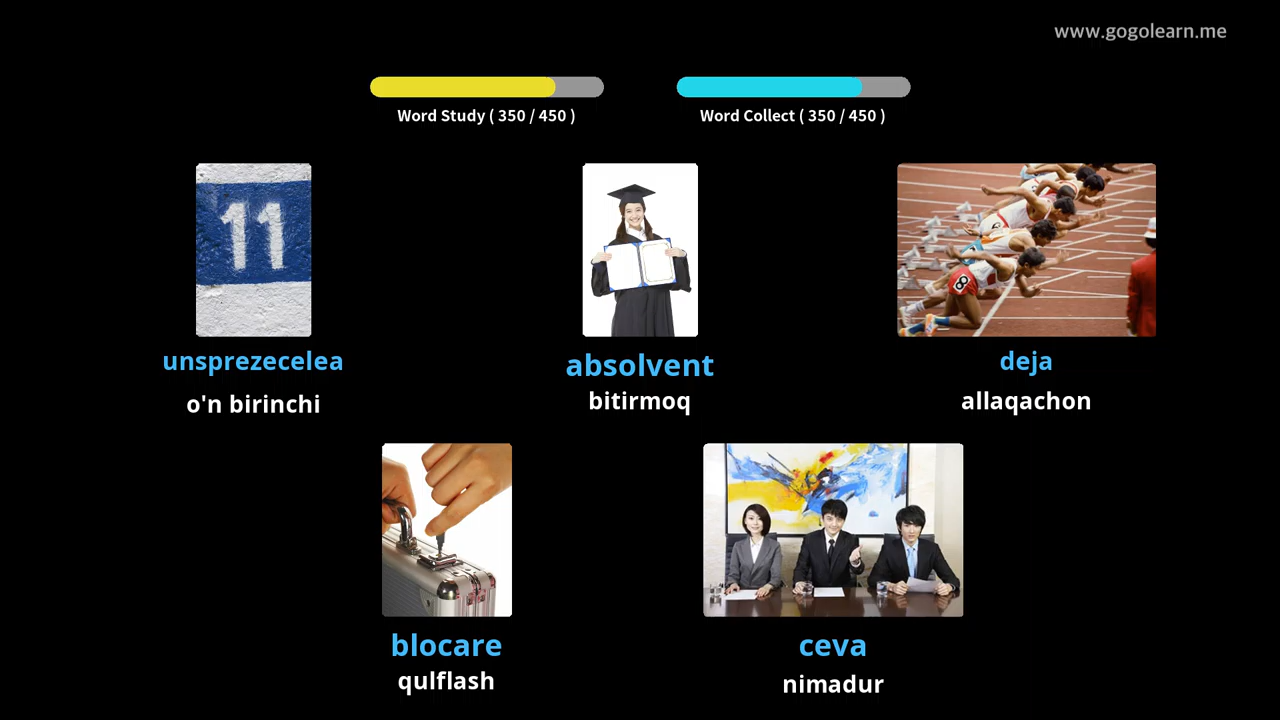 www.gogolearn.me
Word Study ( 350 / 450 )
Word Collect ( 350 / 450 )
11
8
unsprezecelea
absolvent
deja
o'n birinchi
bitirmoq
allaqachon
blocare
ceva
qulflash
nimadur